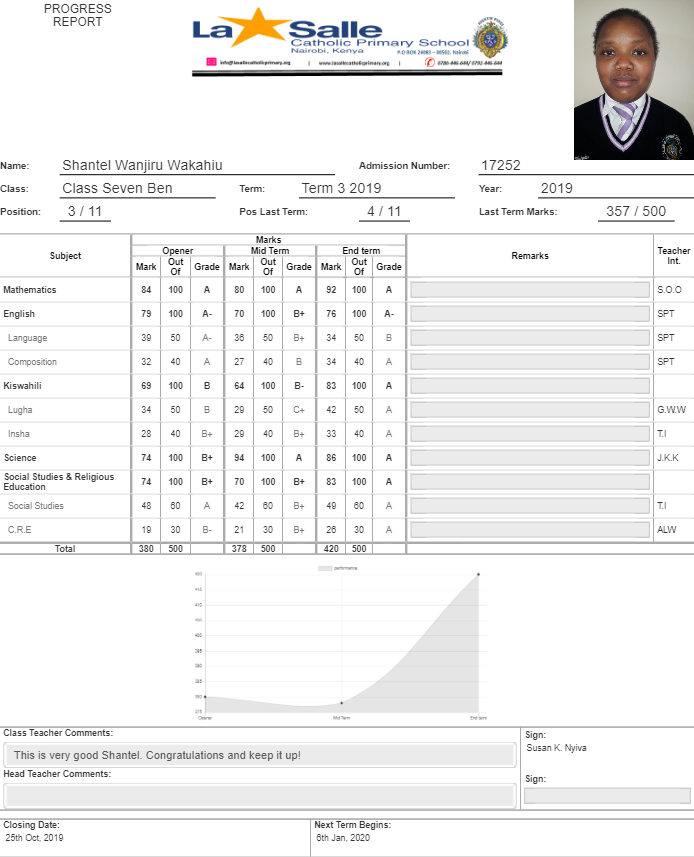 PROGRESS
REPORT
La Salle
Catholic Primary School
Nairobi, Kenya P.O BOX 24083 – 00502, Nairobi
info@lasallecatholicprimary.org | www.lasallecatholicprimary.org | 0780-446-644/ 0792-446-644
Name: Shantel Wanjiru Wakahiu Admission Number: 17252
Class: Class Seven Ben Term: Term 3 2019 Year: 2019
Position: 3 / 11 Pos Last Term: 4 / 11 Last Term Marks: 357 / 500
Subject Marks Remarks Teacher Int.
Opener Mid Term End term
Mark Out Of Grade Mark Out Of Grade Mark Out Of Grade
Mathematics 84 100 A 80 100 A 92 100 A S.O.O
English 79 100 A- 70 100 B+ 76 100 A- SPT
Language 39 50 A- 36 50 B+ 34 50 B SPT
Composition 32 40 A 27 40 B 34 40 A SPT
Kiswahili 69 100 B 64 100 B- 83 100 A
Lugha 34 50 B 29 50 C+ 42 50 A G.W.W
Insha 28 40 B+ 29 40 B+ 33 40 A T.I
Science 74 100 B+ 94 100 A 86 100 A J.K.K
Social Studies & Religious
Education 74 100 B+ 70 100 B+ 83 100 A
Social Studies 48 60 A 42 60 B+ 49 60 A T.I
C.R.E 19 30 B- 21 30 B+ 26 30 A ALW
Total 380 500 378 500 420 500
performance
420
415
410
405
400
395
390
385
380
375
Opener Mid Term End term
Class Teacher Comments: Sign:
This is very good Shantel. Congratulations and keep it up! Susan K. Nyiva
Head Teacher Comments: Sign:
Closing Date: Next Term Begins:
25th Oct, 2019 6th Jan, 2020